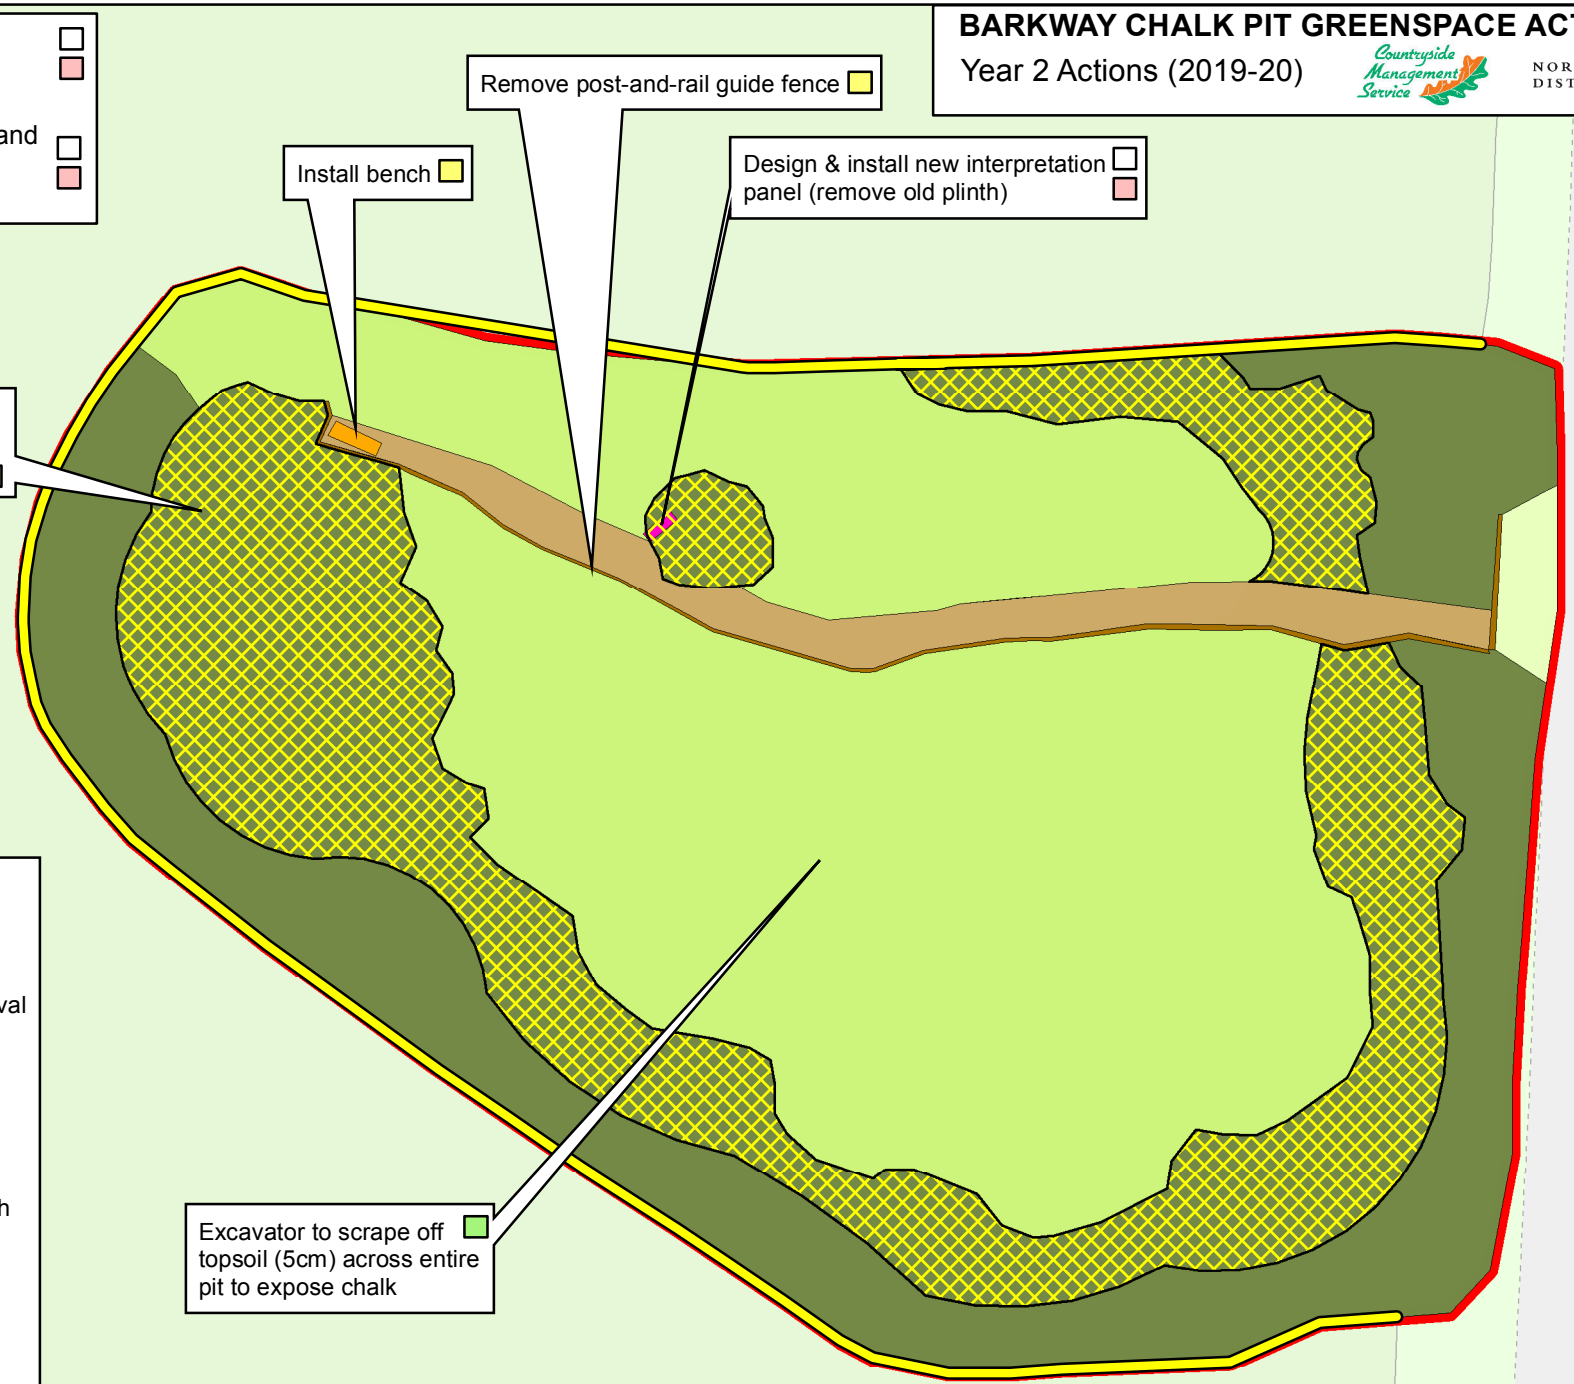 BARKWAY CHALK PIT GREENSPACE ACT
Year 2 Actions (2019-20)
Countryside
Management
Service
NOR
DIST
and
Remove post-and-rail guide fence
Install bench
Design & install new interpretation
panel (remove old plinth)
val
h
Excavator to scrape off
topsoil (5cm) across entire
pit to expose chalk